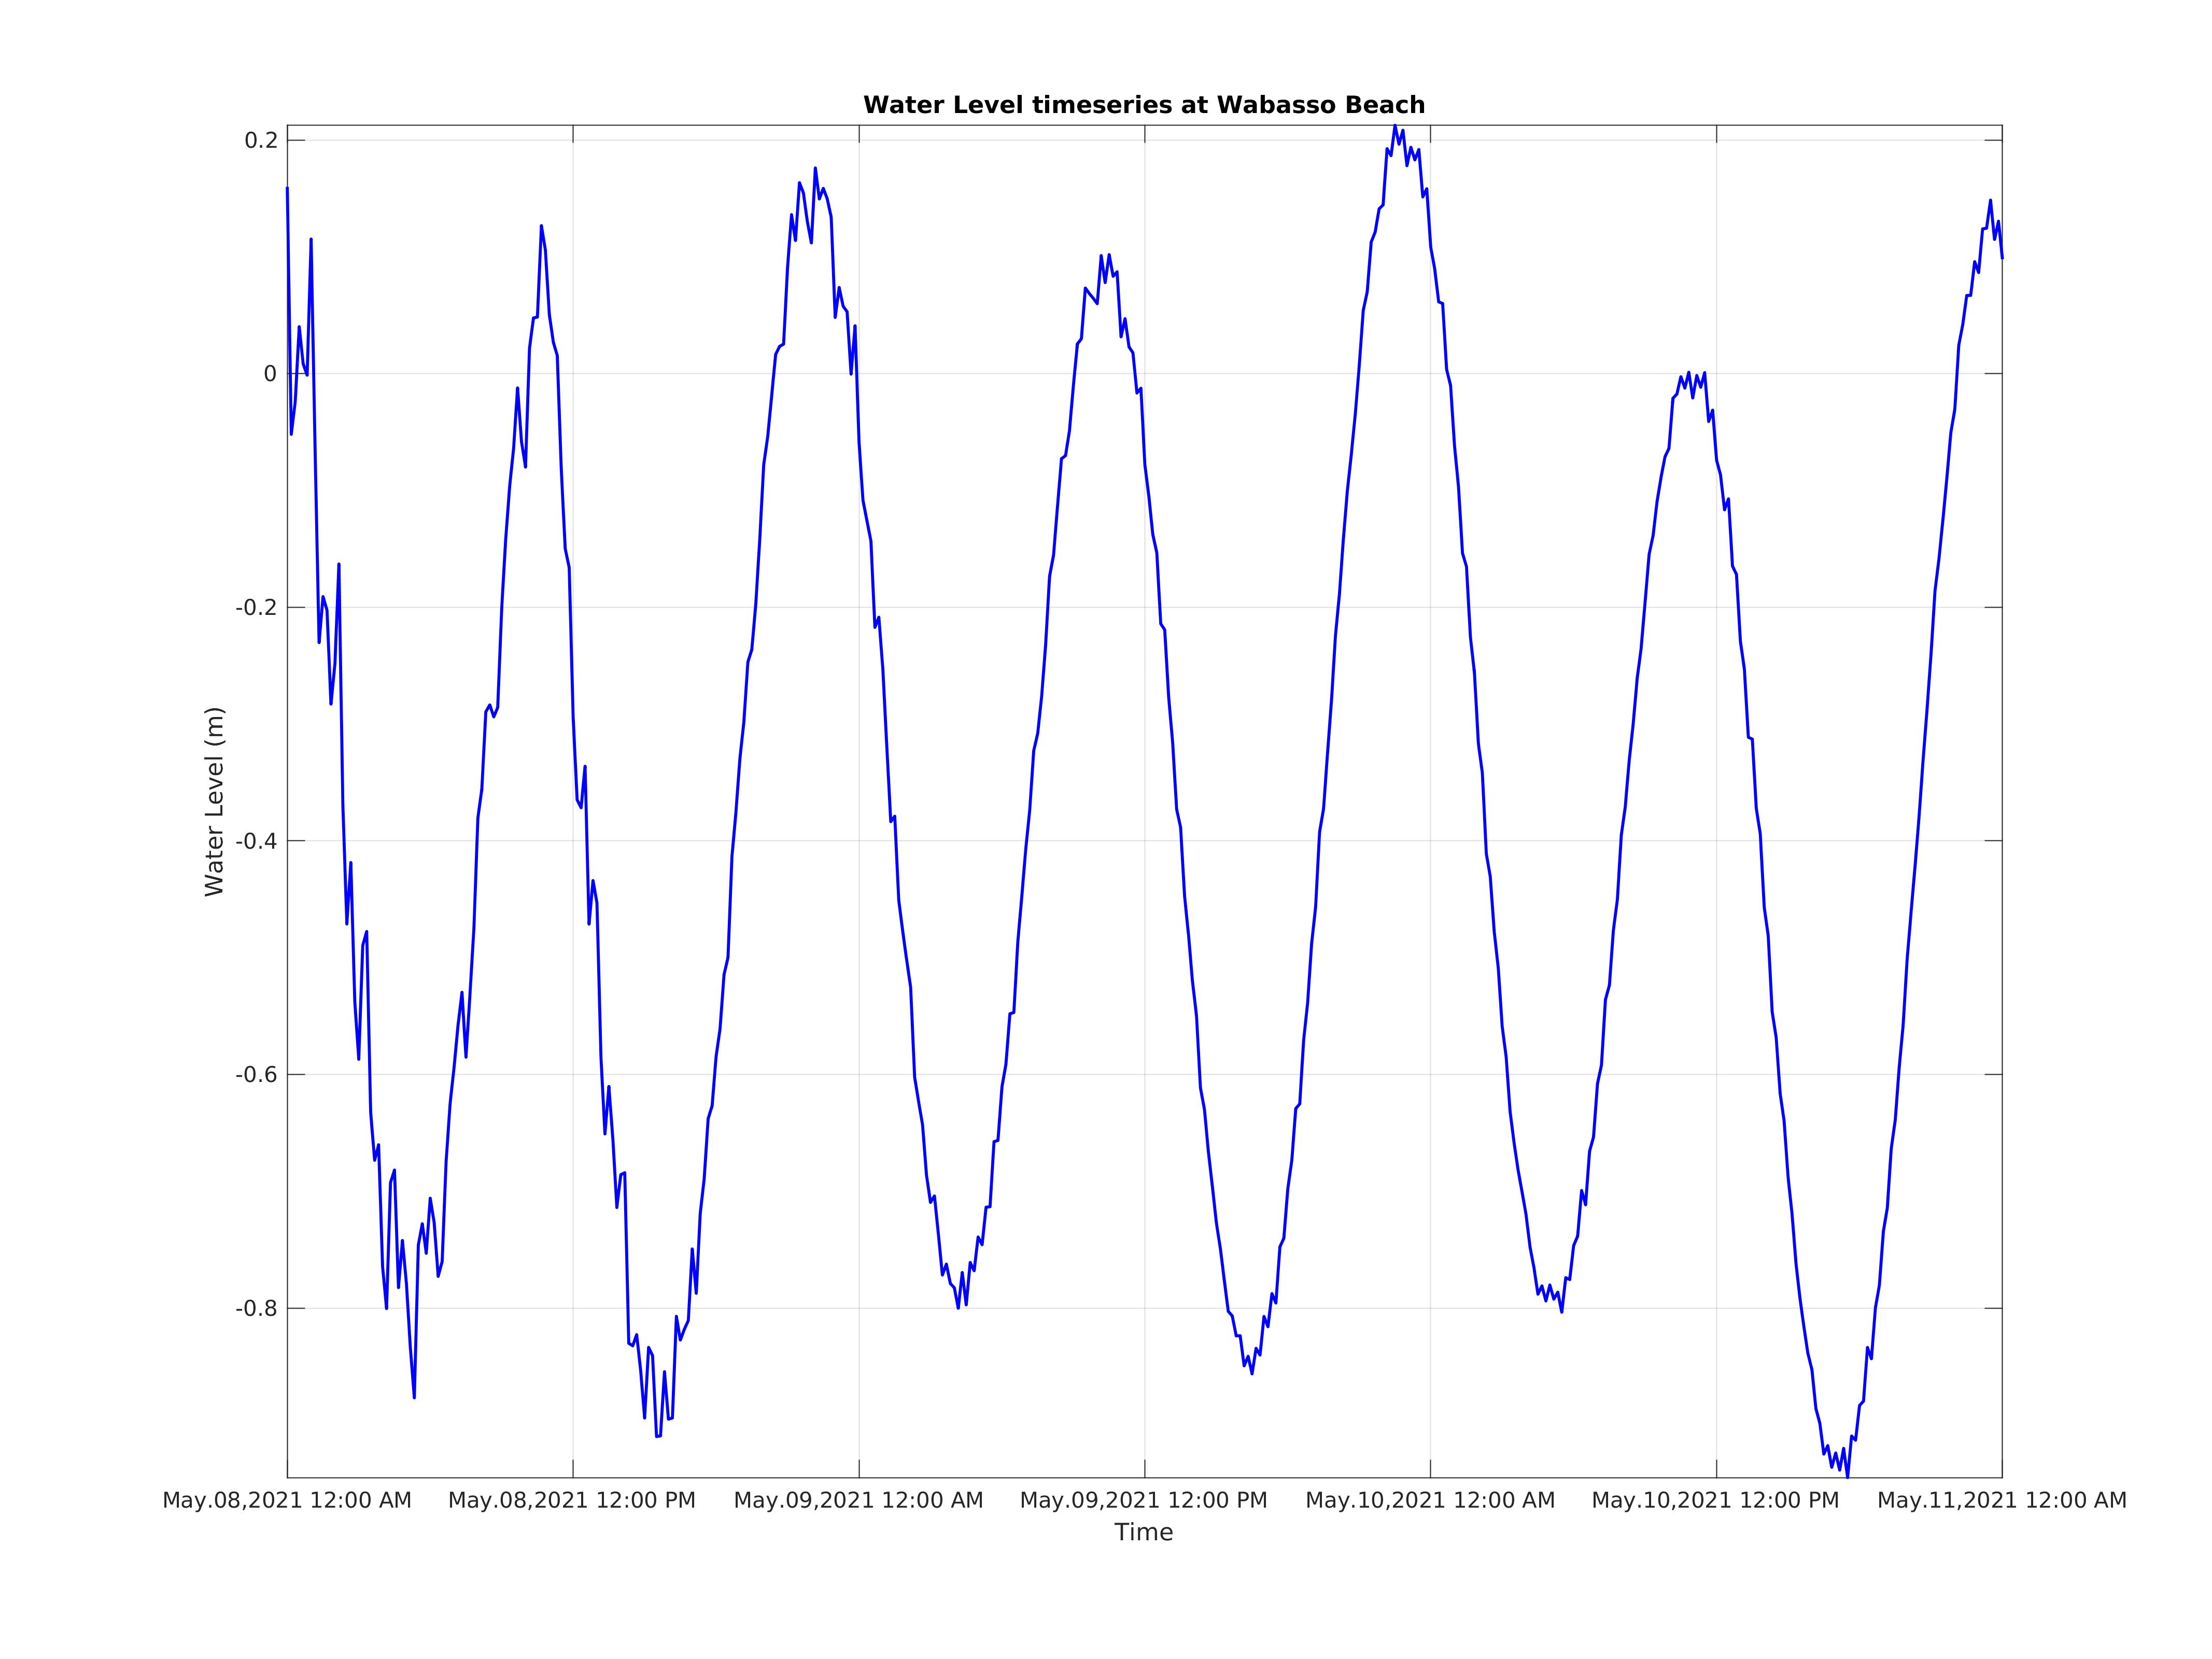 Water Level timeseries at Wabasso Beach
0.2
0
-0.2
-0.4
-0.6
-0.8
Water Level (m)
May.08,2021 12:00 AM May.08,2021 12:00 PM May.09,2021 12:00 AM May.09,2021 12:00 PM May.10,2021 12:00 AM May.10,2021 12:00 PM May.11,2021 12:00 AM
Time